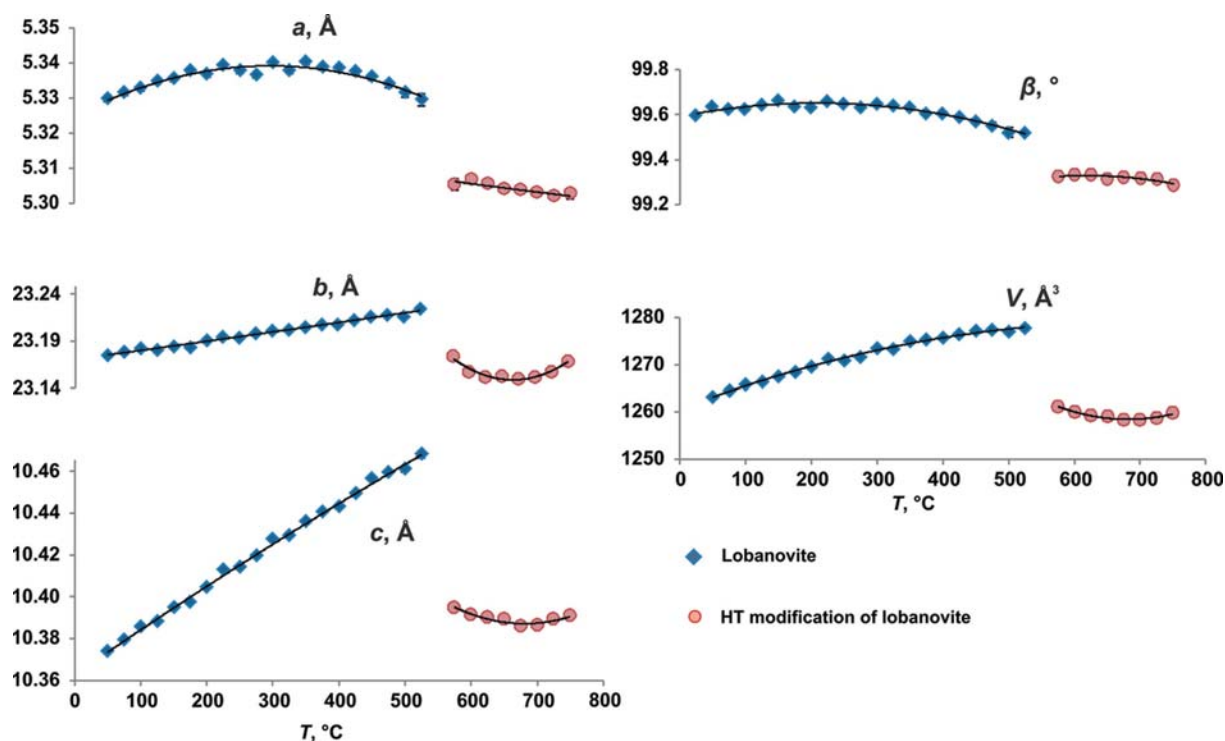 a, Å
5.35
5.34
5.33
5.32
5.31
5.30
β, °
99.8
99.6
99.4
99.2
b, Å
23.24
23.19
23.14
V, Å³
1280
1270
1260
1250
0 100 200 300 400 500 600 700 800
T, °C
c, Å
10.46
10.44
10.42
10.40
10.38
10.36
0 100 200 300 400 500 600 700 800
T, °C
Lobanovite
HT modification of lobanovite